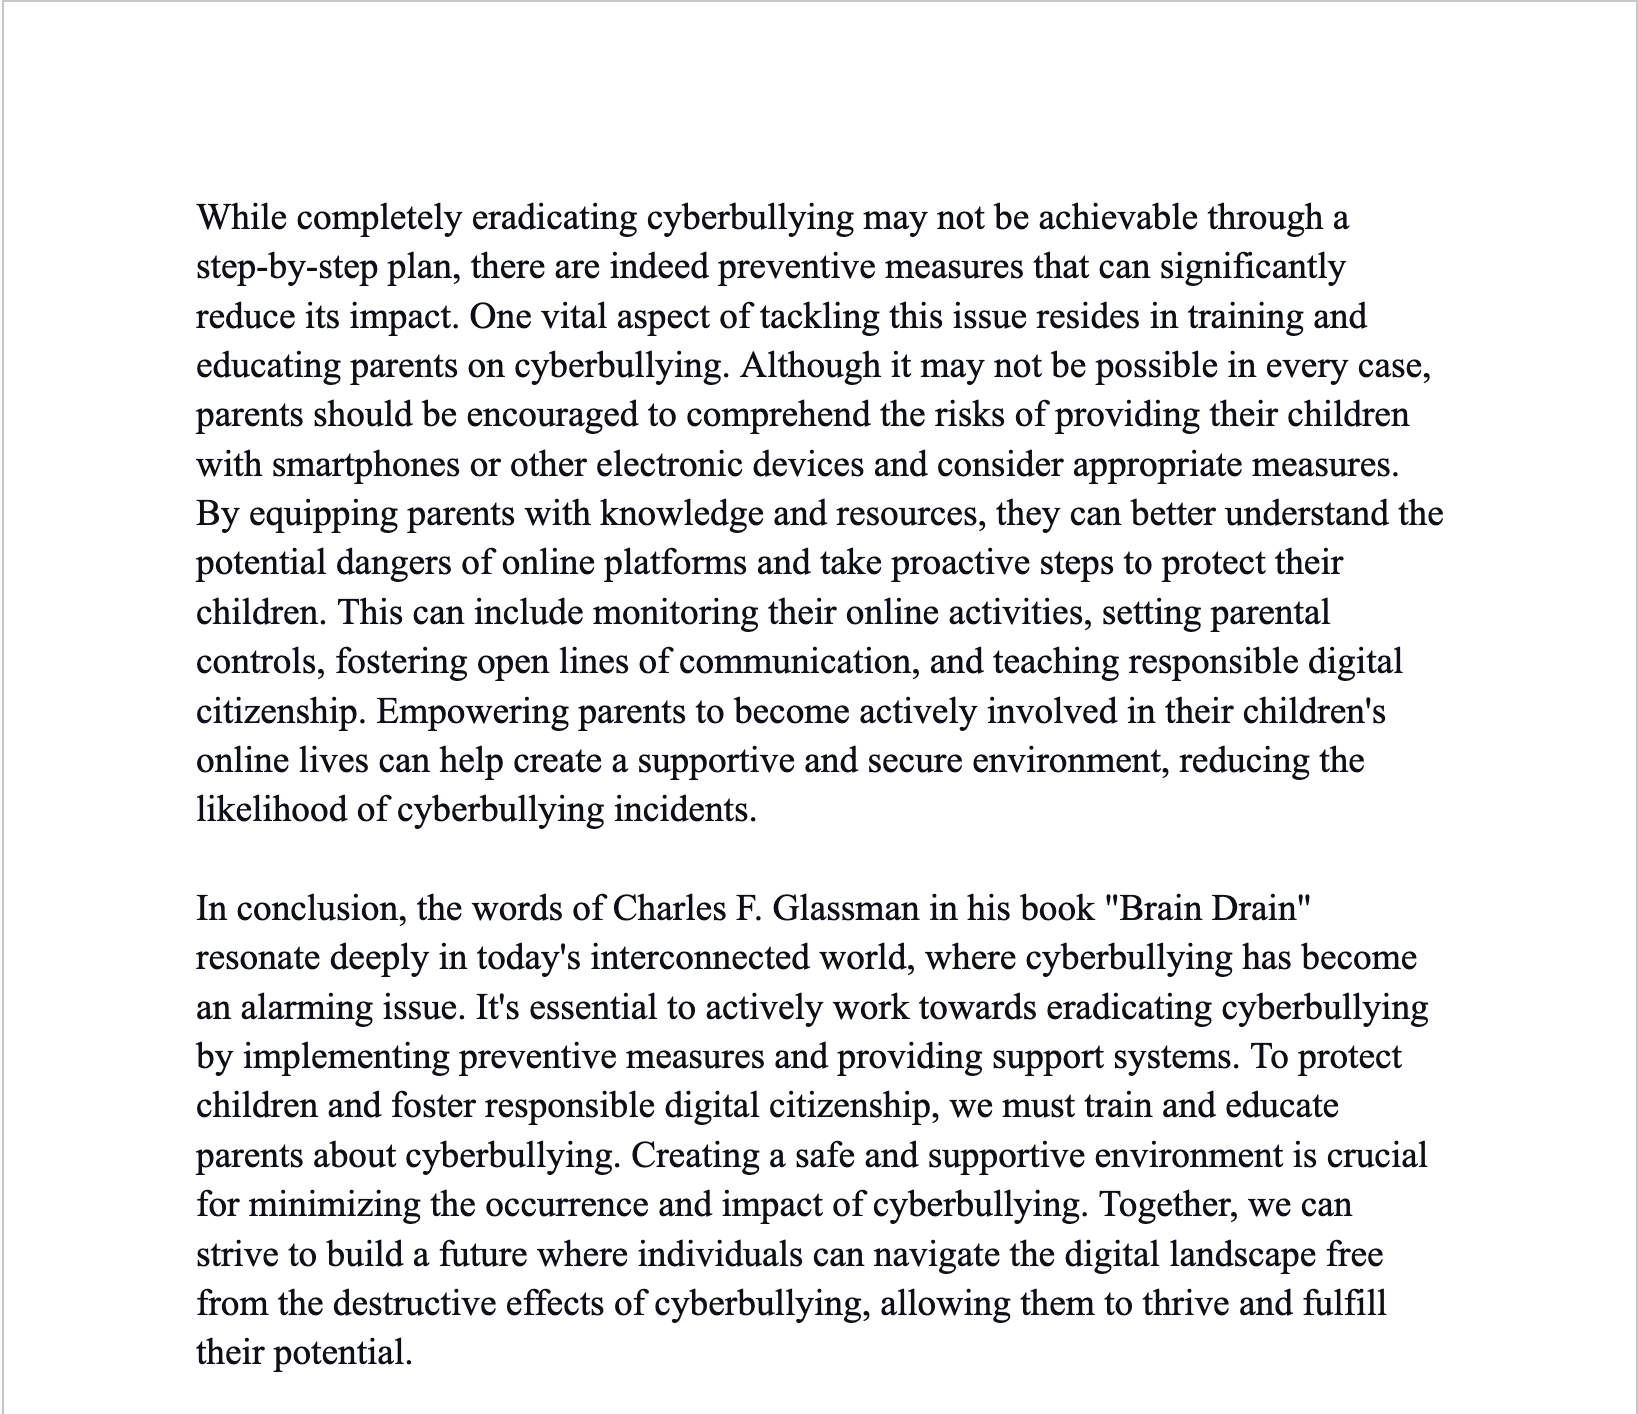 While completely eradicating cyberbullying may not be achievable through a
step-by-step plan, there are indeed preventive measures that can significantly
reduce its impact. One vital aspect of tackling this issue resides in training and
educating parents on cyberbullying. Although it may not be possible in every case,
parents should be encouraged to comprehend the risks of providing their children
with smartphones or other electronic devices and consider appropriate measures.
By equipping parents with knowledge and resources, they can better understand the
potential dangers of online platforms and take proactive steps to protect their
children. This can include monitoring their online activities, setting parental
controls, fostering open lines of communication, and teaching responsible digital
citizenship. Empowering parents to become actively involved in their children's
online lives can help create a supportive and secure environment, reducing the
likelihood of cyberbullying incidents.
In conclusion, the words of Charles F. Glassman in his book "Brain Drain"
resonate deeply in today's interconnected world, where cyberbullying has become
an alarming issue. It's essential to actively work towards eradicating cyberbullying
by implementing preventive measures and providing support systems. To protect
children and foster responsible digital citizenship, we must train and educate
parents about cyberbullying. Creating a safe and supportive environment is crucial
for minimizing the occurrence and impact of cyberbullying. Together, we can
strive to build a future where individuals can navigate the digital landscape free
from the destructive effects of cyberbullying, allowing them to thrive and fulfill
their potential.